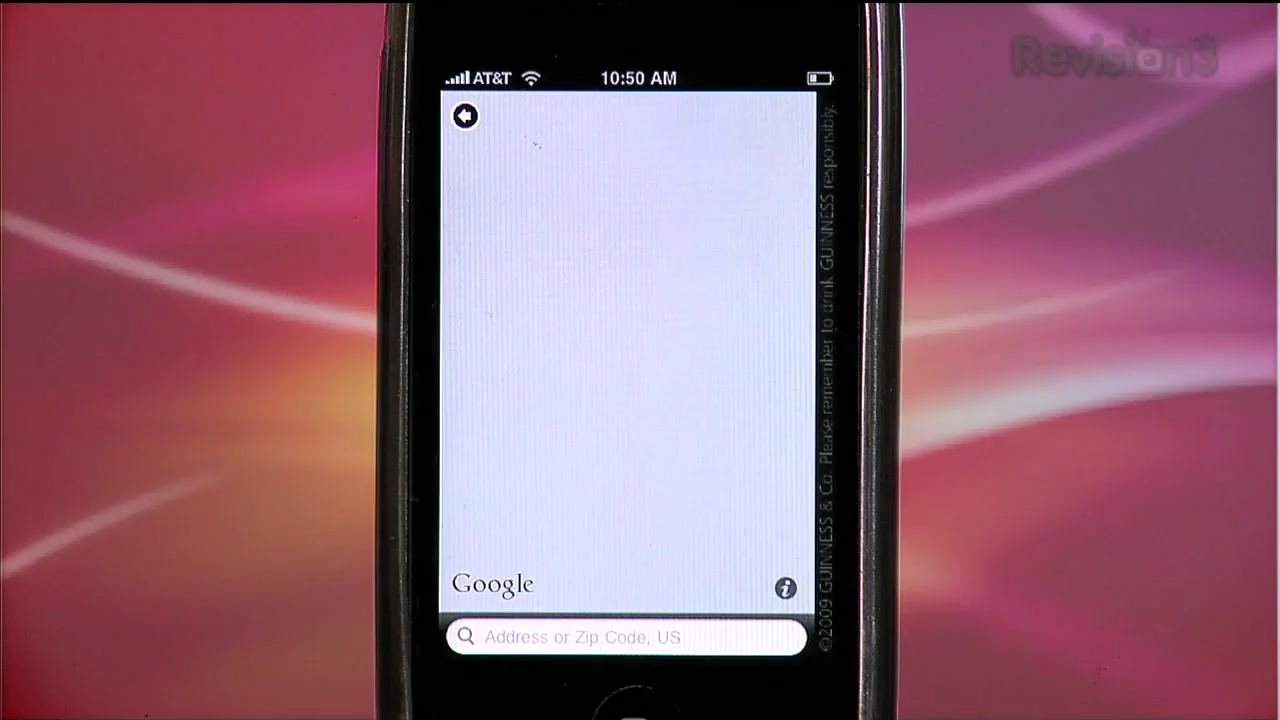 Revision3
AT&T 10:50 AM
©2009 GUINNESS & Co. Please remember to drink GUINNESS responsibly.
Google
Address or Zip Code, US